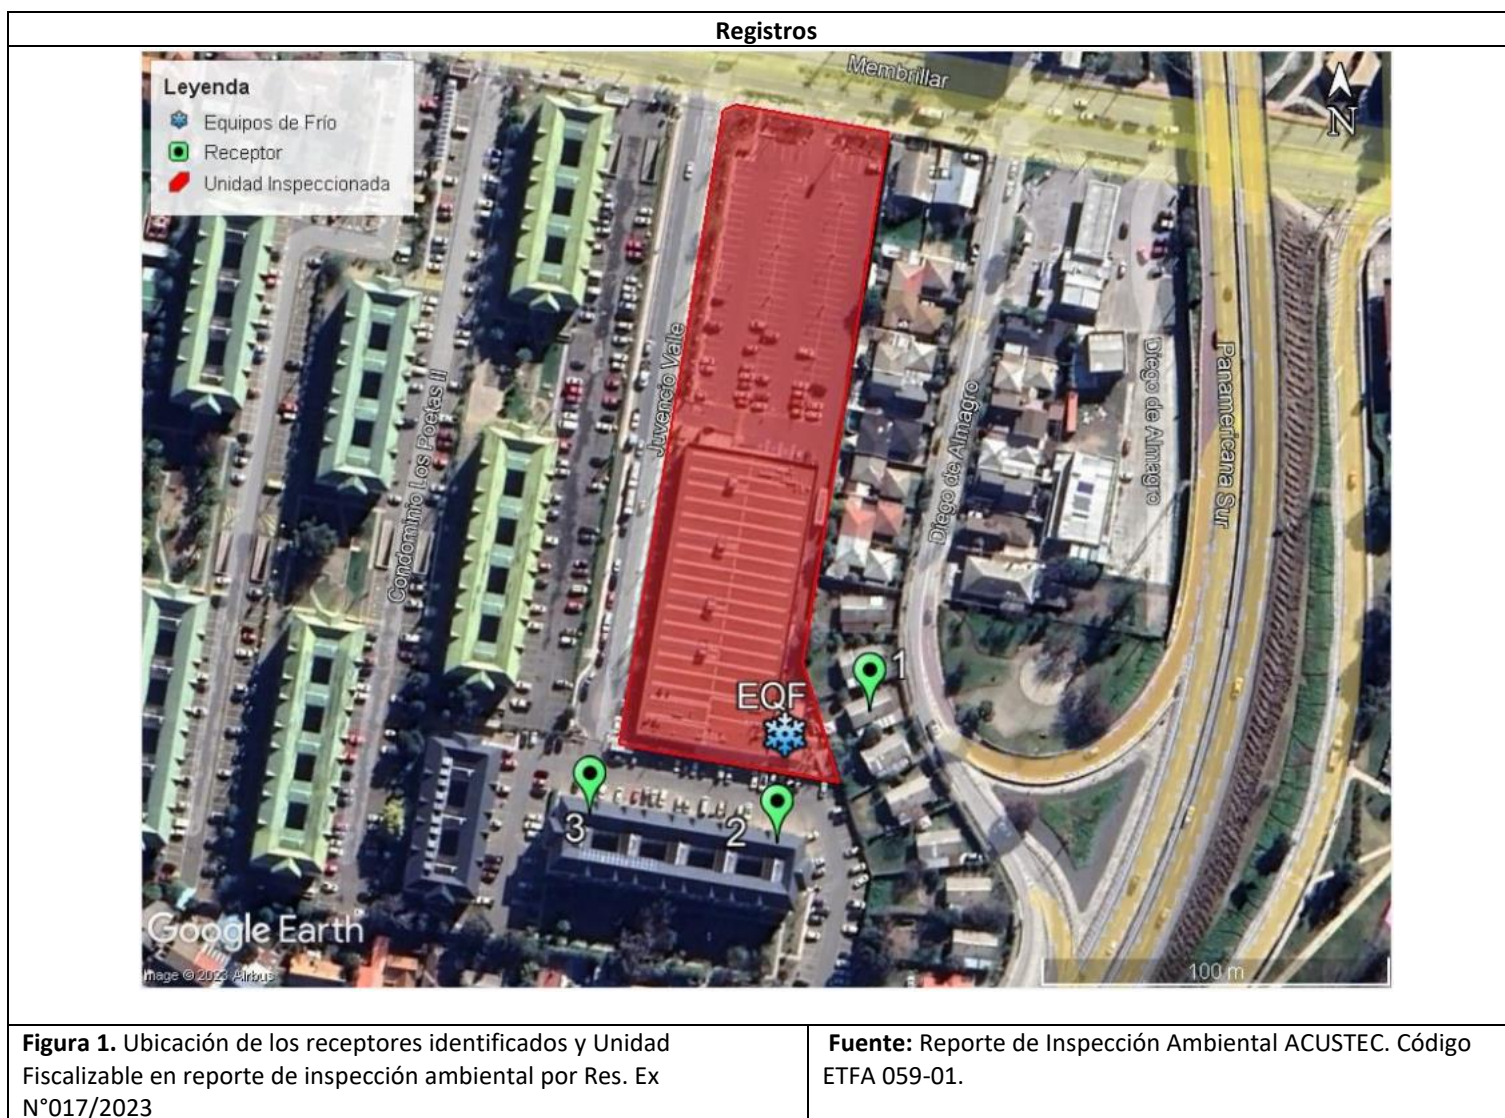 Registros
Leyenda
Equipos de Frío
Receptor
Unidad Inspeccionada
Membrillar
N
Juvencio Valle
Condominio Los Poetas II
Diego de Almagro
Diego de Almagro
Panamericana Sur
EQF
1
2
3
Google Earth
Image © 2023 Airbus
100 m
Figura 1. Ubicación de los receptores identificados y Unidad
Fiscalizable en reporte de inspección ambiental por Res. Ex
N°017/2023
Fuente: Reporte de Inspección Ambiental ACUSTEC. Código
ETFA 059-01.